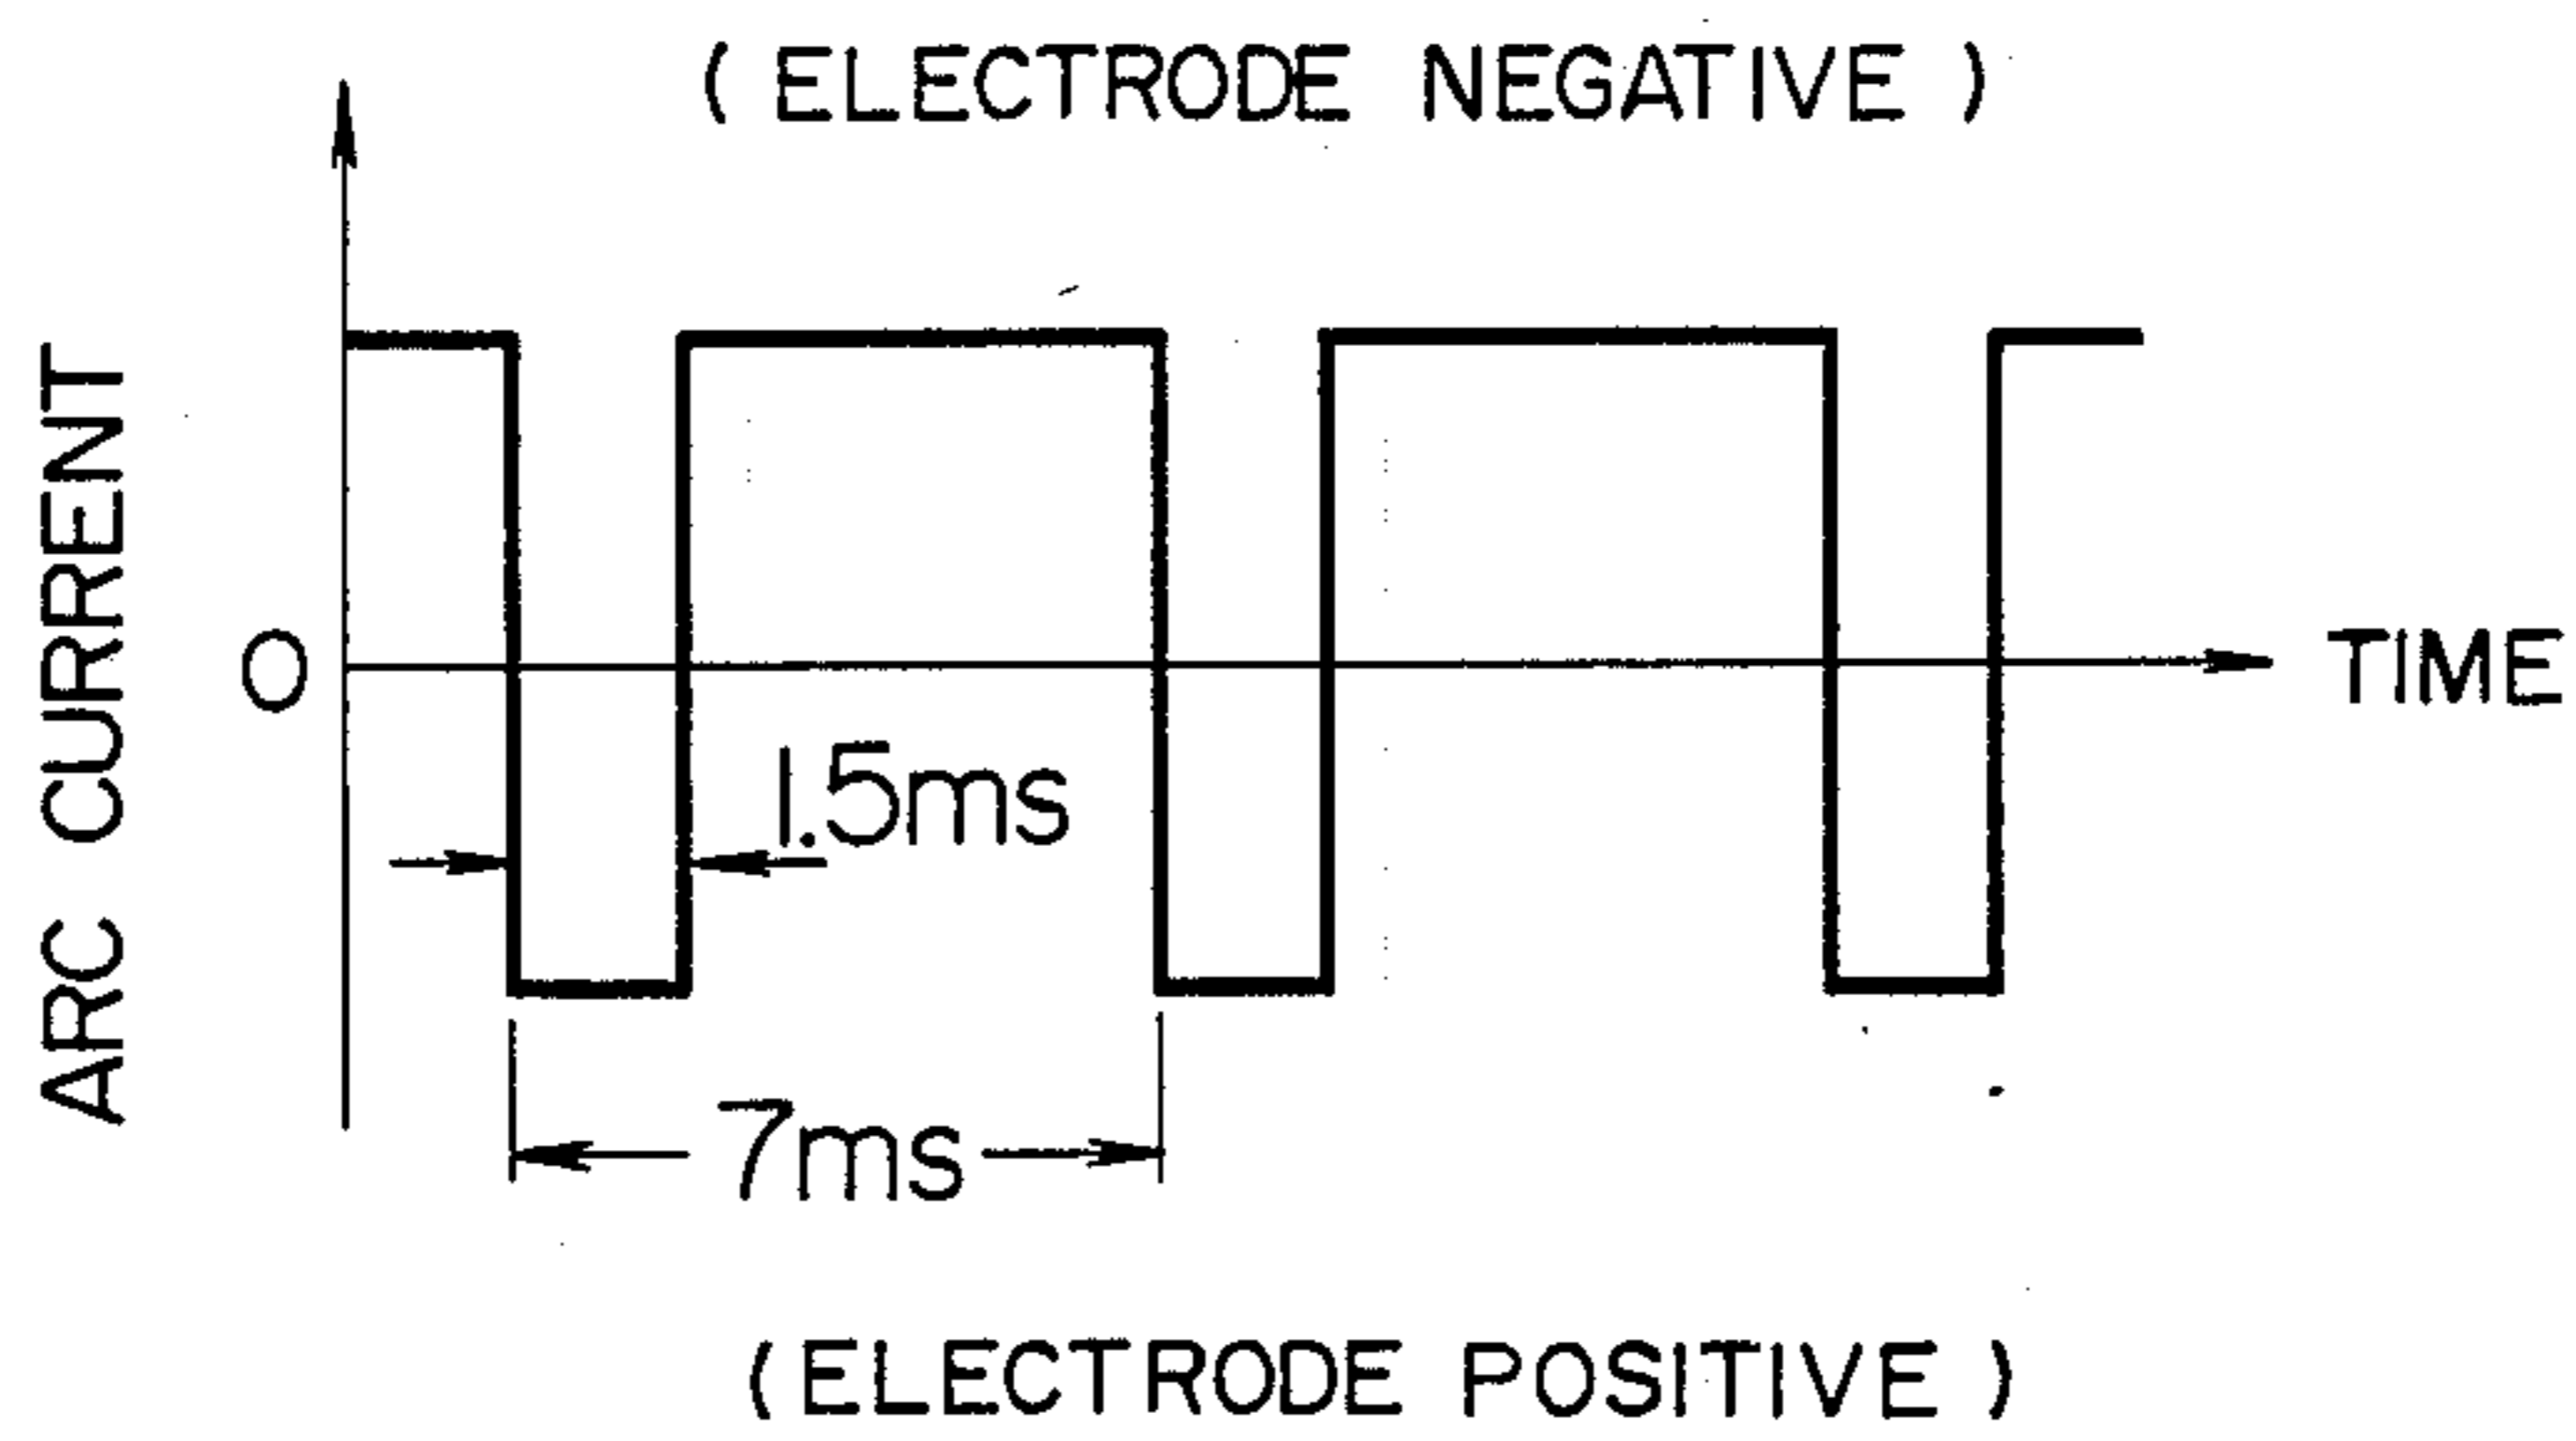 ( ELECTRODE NEGATIVE )
ARC CURRENT
O
TIME
1.5ms
7ms
( ELECTRODE POSITIVE )